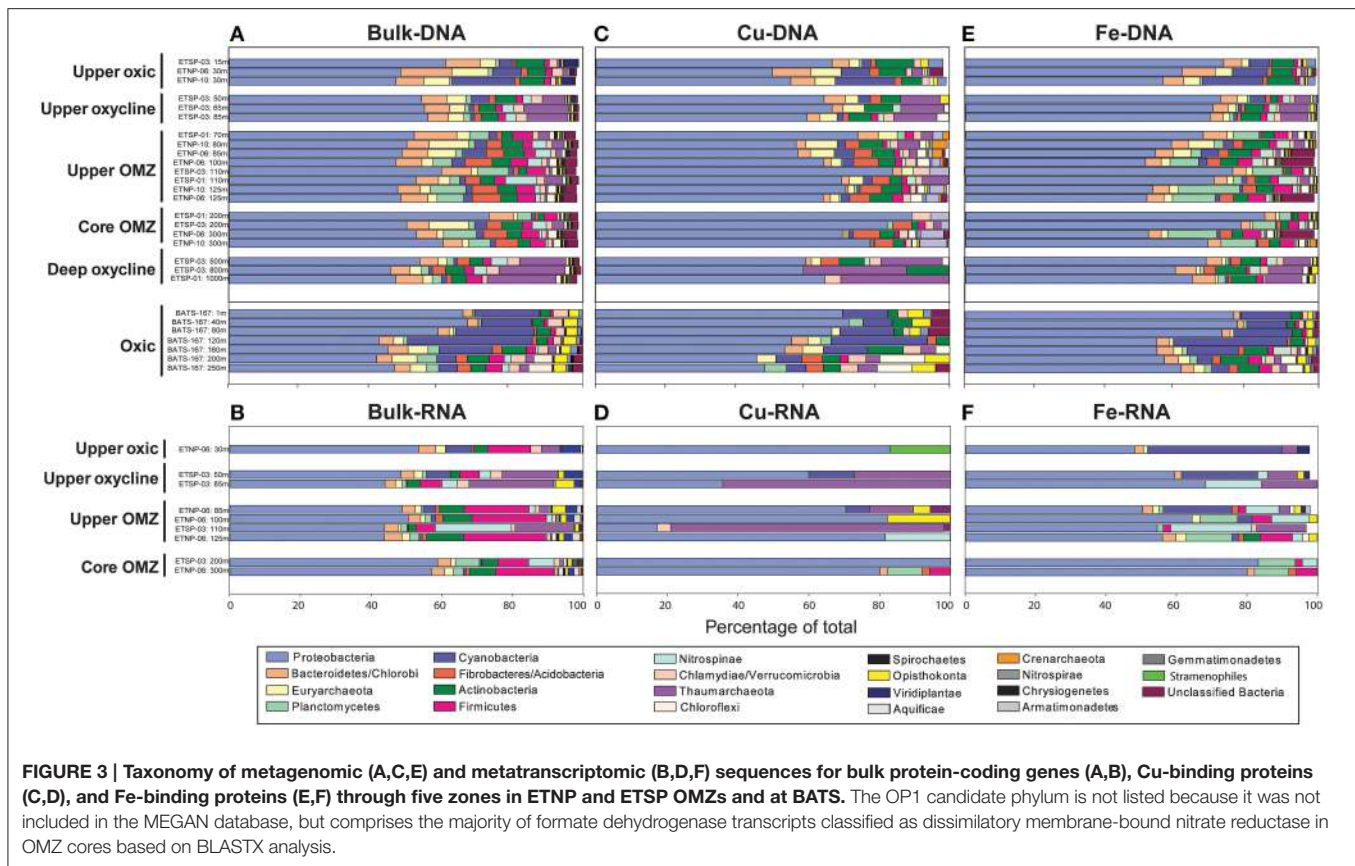 A Bulk-DNA
C Cu-DNA
E Fe-DNA
Upper oxic
ETSP-03: 15m
ETNP-06: 30m
ETNP-10: 30m
Upper oxycline
ETSP-03: 50m
ETSP-03: 65m
ETSP-03: 85m
Upper OMZ
ETSP-01: 70m
ETNP-10: 80m
ETNP-06: 85m
ETNP-06: 100m
ETSP-03: 110m
ETSP-01: 110m
ETNP-10: 125m
ETNP-06: 125m
Core OMZ
ETSP-01: 200m
ETSP-03: 200m
ETNP-06: 300m
ETNP-10: 300m
Deep oxycline
ETSP-03: 500m
ETSP-03: 800m
ETSP-01: 1000m
Oxic
BATS-167: 1m
BATS-167: 40m
BATS-167: 80m
BATS-167: 120m
BATS-167: 160m
BATS-167: 200m
BATS-167: 250m
B Bulk-RNA
D Cu-RNA
F Fe-RNA
Upper oxic
ETNP-06: 30m
Upper oxycline
ETSP-03: 50m
ETSP-03: 85m
Upper OMZ
ETNP-06: 85m
ETNP-06: 100m
ETSP-03: 110m
ETNP-06: 125m
Core OMZ
ETSP-03: 200m
ETNP-06: 300m
0 20 40 60 80 100
0 20 40 60 80 100
0 20 40 60 80 100
Percentage of total
Proteobacteria
Bacteroidetes/Chlorobi
Euryarchaeota
Planctomycetes
Cyanobacteria
Fibrobacteres/Acidobacteria
Actinobacteria
Firmicutes
Nitrospinae
Chlamydiae/Verrucomicrobia
Thaumarchaeota
Chloroflexi
Spirochaetes
Opisthokonta
Viridiplantae
Aquificae
Crenarchaeota
Nitrospirae
Chrysiogenetes
Armatimonadetes
Gemmatimonadetes
Stramenophiles
Unclassified Bacteria
FIGURE 3 | Taxonomy of metagenomic (A,C,E) and metatranscriptomic (B,D,F) sequences for bulk protein-coding genes (A,B), Cu-binding proteins
(C,D), and Fe-binding proteins (E,F) through five zones in ETNP and ETSP OMZs and at BATS. The OP1 candidate phylum is not listed because it was not
included in the MEGAN database, but comprises the majority of formate dehydrogenase transcripts classified as dissimilatory membrane-bound nitrate reductase in
OMZ cores based on BLASTX analysis.